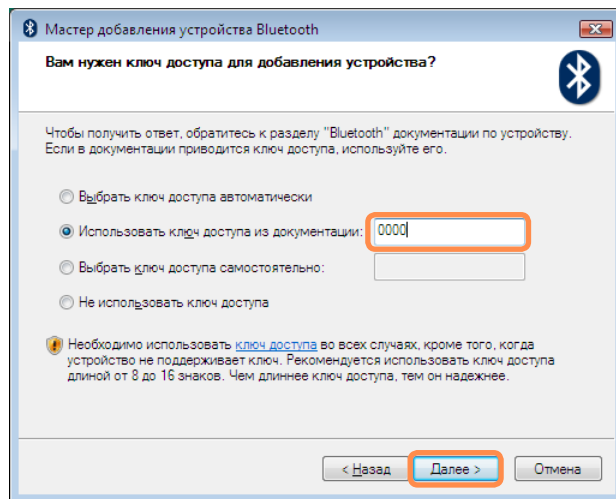 Мастер добавления устройства Bluetooth
Вам нужен ключ доступа для добавления устройства?
Чтобы получить ответ, обратитесь к разделу "Bluetooth" документации по устройству.
Если в документации приводится ключ доступа, используйте его.
Выбрать ключ доступа автоматически
Использовать ключ доступа из документации: 0000
Выбрать ключ доступа самостоятельно:
Не использовать ключ доступа
Необходимо использовать ключ доступа во всех случаях, кроме того, когда
устройство не поддерживает ключ. Рекомендуется использовать ключ доступа
длиной от 8 до 16 знаков. Чем длиннее ключ доступа, тем он надежнее.
< Назад Далее > Отмена